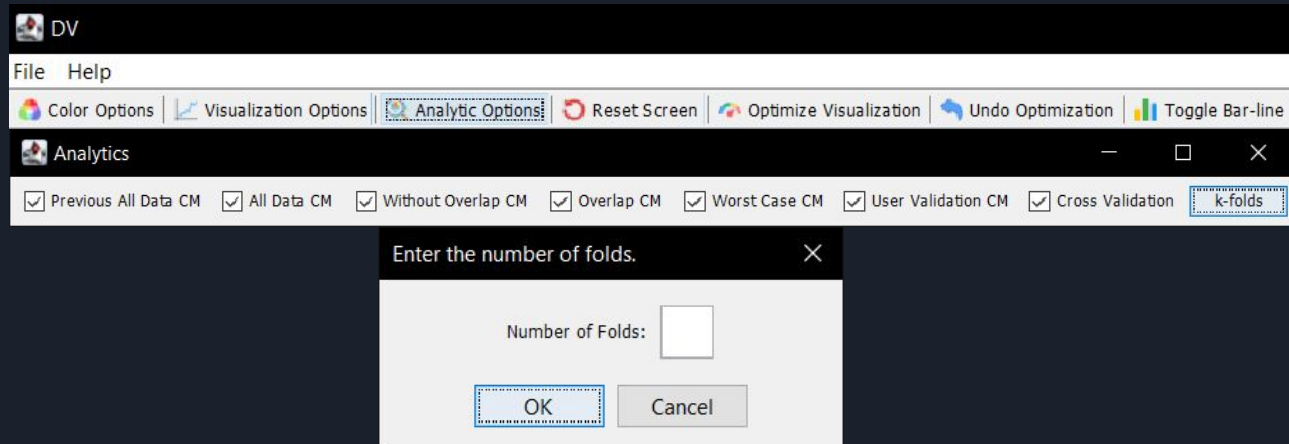 DV
File Help
Color Options Visualization Options Analytic Options Reset Screen Optimize Visualization Undo Optimization Toggle Bar-line
Analytics
Previous All Data CM All Data CM Without Overlap CM Overlap CM Worst Case CM User Validation CM Cross Validation k-folds
Enter the number of folds.
Number of Folds:
OK Cancel